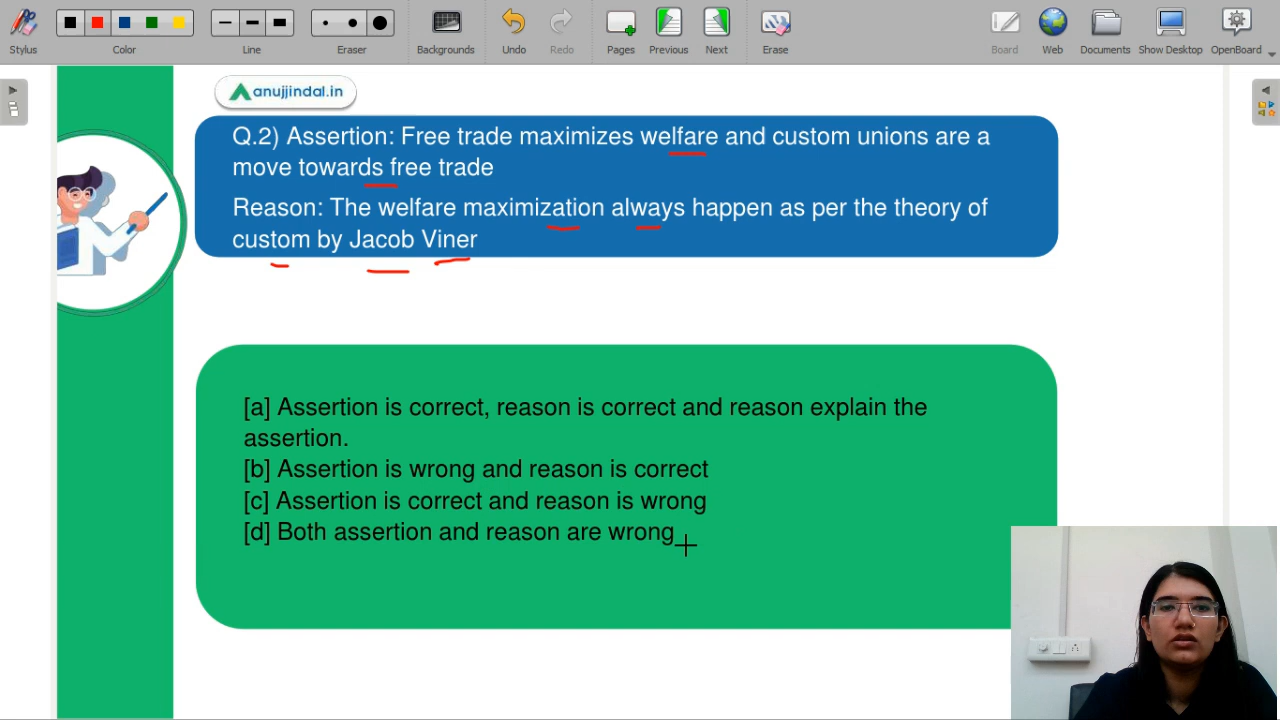 Stylus
Color
Line
Eraser
Backgrounds
Undo
Redo
Pages
Previous
Next
Erase
Board
Web
Documents
Show Desktop
OpenBoard
anujjindal.in
Q.2) Assertion: Free trade maximizes welfare and custom unions are a
move towards free trade
Reason: The welfare maximization always happen as per the theory of
custom by Jacob Viner
[a] Assertion is correct, reason is correct and reason explain the
assertion.
[b] Assertion is wrong and reason is correct
[c] Assertion is correct and reason is wrong
[d] Both assertion and reason are wrong